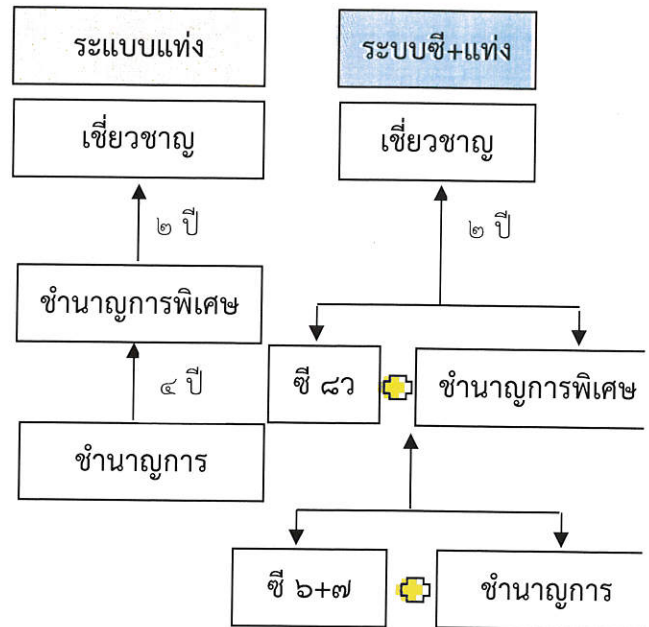 ระแบบแท่ง
ระบบซี+แท่ง
เชี่ยวชาญ
เชี่ยวชาญ
๒ ปี
๒ ปี
ชำนาญการพิเศษ
ซี ๘ว
ชำนาญการพิเศษ
๔ ปี
ชำนาญการ
ซี ๖+๗
ชำนาญการ